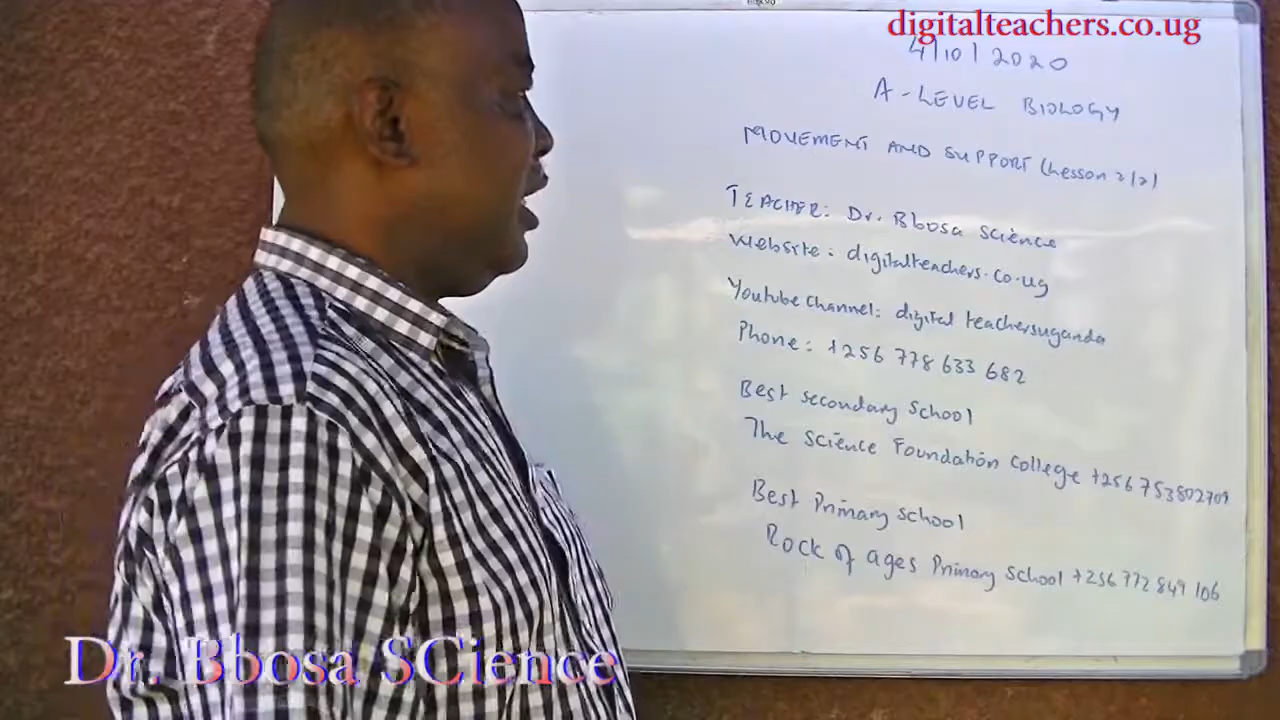 digitalteachers.co.ug
4/10/2020
A-LEVEL BIOLOGY
MOVEMENT AND SUPPORT (Lesson 2/2)
TEACHER: Dr. Bbosa Science
Website: digitalteachers.co.ug
Youtube Channel: digital teachersuganda
Phone: +256 778 633 682
Best secondary School
The Science Foundation College +256 753802709
Best Primary School
Rock of ages Primary School +256 772 849 106
Dr. Bbosa SCience